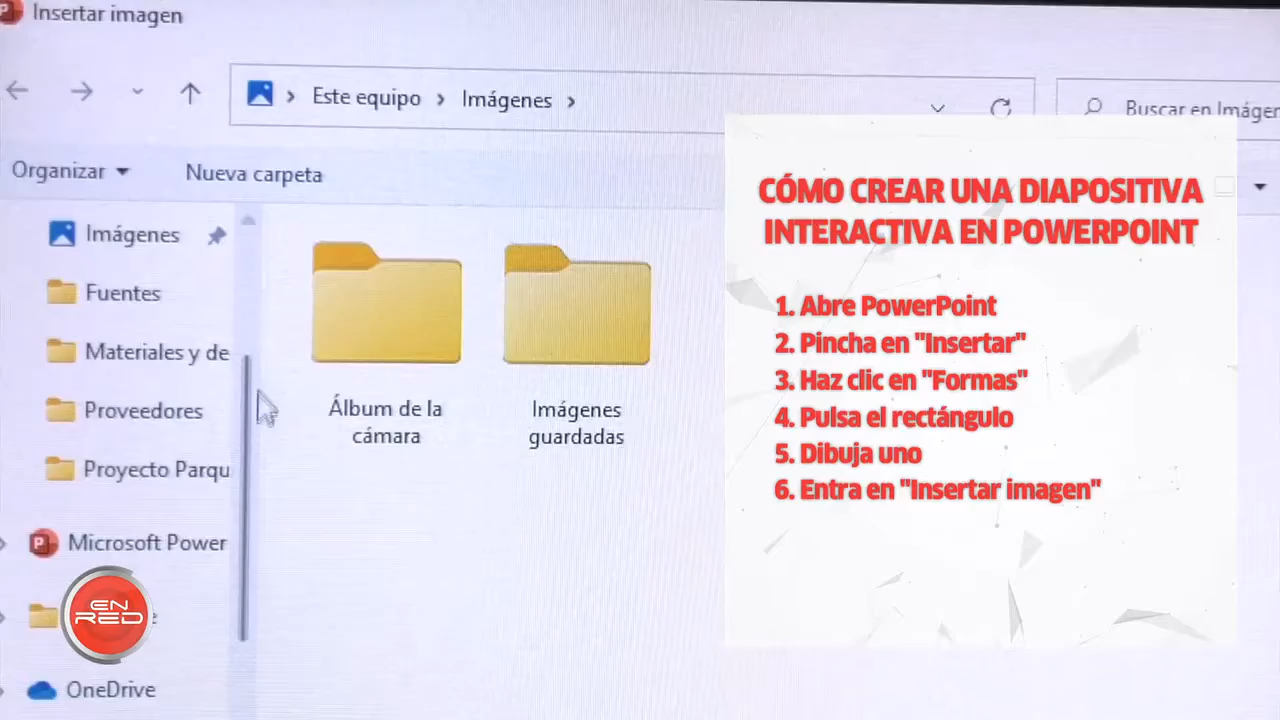 Insertar imagen
Este equipo
Imágenes
Buscar en
Organizar
Nueva carpeta
Imágenes
Fuentes
Materiales y de
Proveedores
Proyecto
Microsoft Power
OneDrive
Álbum de la
cámara
Imágenes
guardadas
CÓMO CREAR UNA DIAPOSITIVA
INTERACTIVA EN POWERPOINT
1. Abre PowerPoint
2. Pincha en "Insertar"
3. Haz clic en "Formas"
4. Pulsa el rectángulo
5. Dibuja uno
6. Entra en "Insertar imagen"
EN
RED